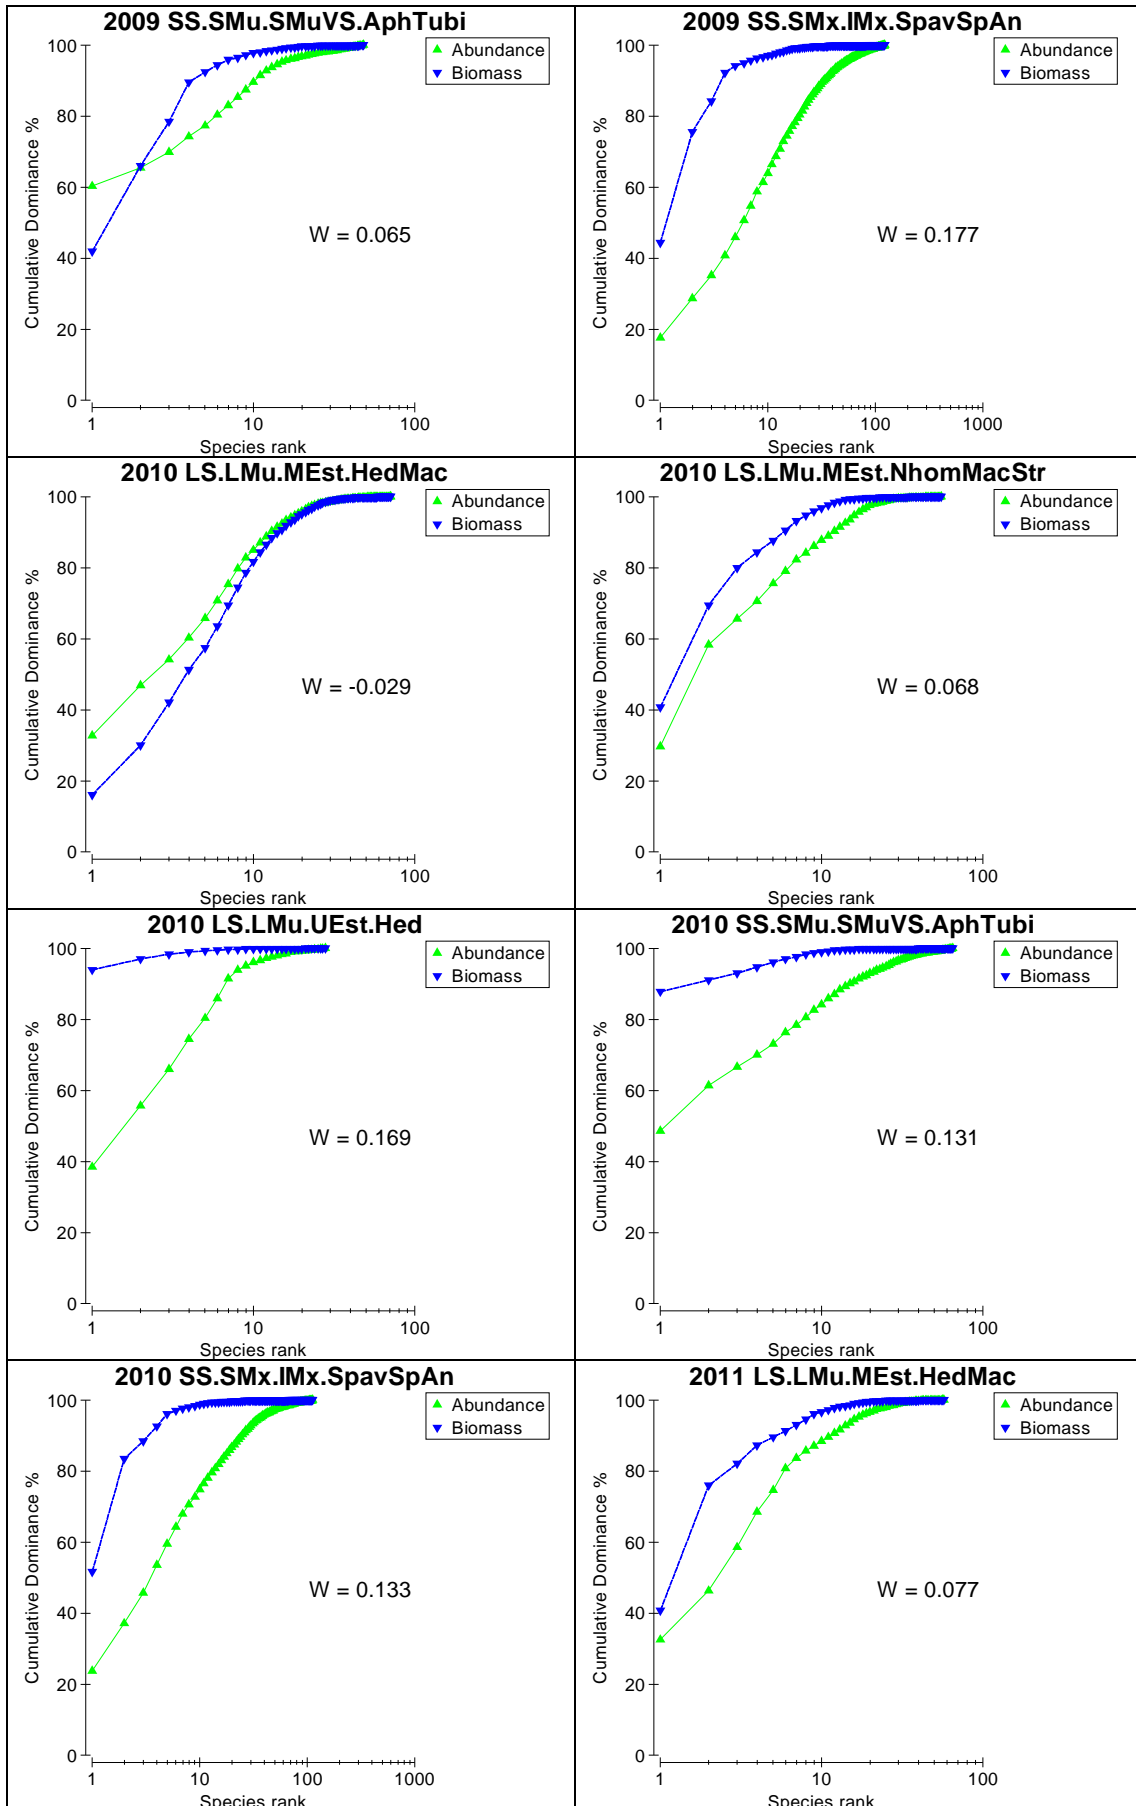 2009 SS.SMu.SMuVS.AphTubi
Cumulative Dominance %
100
80
60
40
20
0
Abundance
Biomass
W = 0.065
1 10 100
Species rank
2009 SS.SMx.IMx.SpavSpAn
Cumulative Dominance %
100
80
60
40
20
0
Abundance
Biomass
W = 0.177
1 10 100 1000
Species rank
2010 LS.LMu.MEst.HedMac
Cumulative Dominance %
100
80
60
40
20
0
Abundance
Biomass
W = -0.029
1 10 100
Species rank
2010 LS.LMu.MEst.NhomMacStr
Cumulative Dominance %
100
80
60
40
20
0
Abundance
Biomass
W = 0.068
1 10 100
Species rank
2010 LS.LMu.UEst.Hed
Cumulative Dominance %
100
80
60
40
20
0
Abundance
Biomass
W = 0.169
1 10 100
Species rank
2010 SS.SMu.SMuVS.AphTubi
Cumulative Dominance %
100
80
60
40
20
0
Abundance
Biomass
W = 0.131
1 10 100
Species rank
2010 SS.SMx.IMx.SpavSpAn
Cumulative Dominance %
100
80
60
40
20
0
Abundance
Biomass
W = 0.133
1 10 100 1000
Species rank
2011 LS.LMu.MEst.HedMac
Cumulative Dominance %
100
80
60
40
20
0
Abundance
Biomass
W = 0.077
1 10 100
Species rank